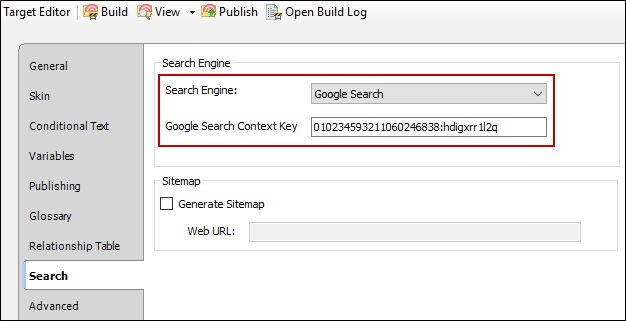 Target Editor Build View Publish Open Build Log
General
Skin
Conditional Text
Variables
Publishing
Glossary
Relationship Table
Search
Advanced
Search Engine
Search Engine: Google Search
Google Search Context Key 010234593211060246838:hdigxrr1l2q
Sitemap
Generate Sitemap
Web URL: